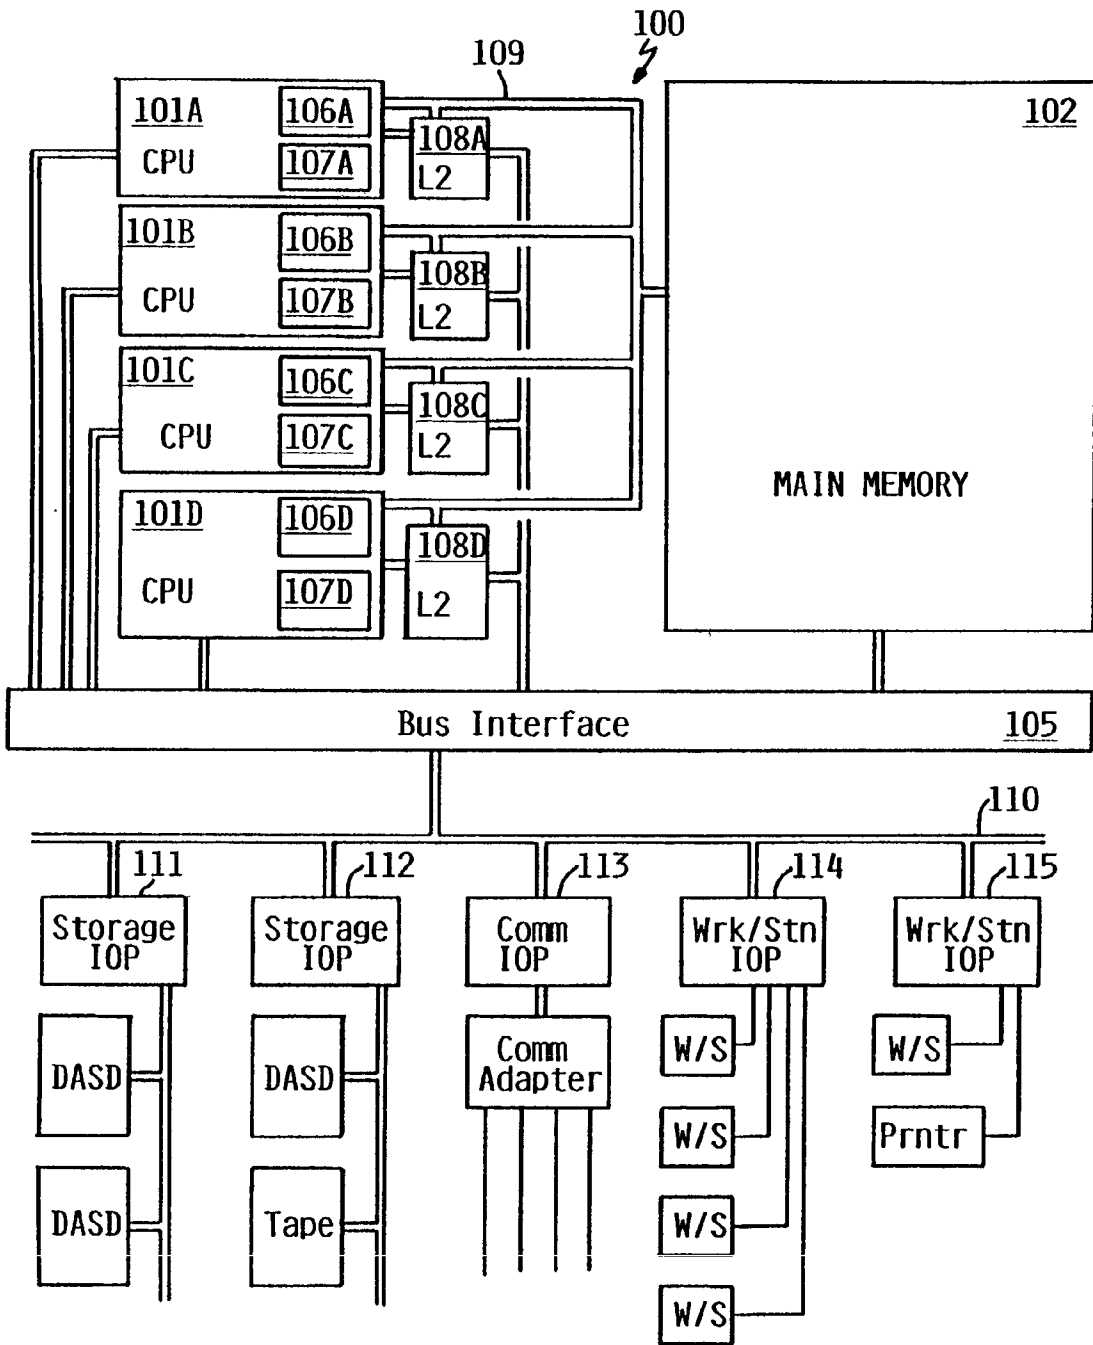 100
109
101A
106A
CPU
107A
108A
L2
102
MAIN MEMORY
101B
106B
CPU
107B
108B
L2
101C
106C
CPU
107C
108C
L2
101D
106D
CPU
107D
108D
L2
Bus Interface
105
110
111
112
113
114
115
Storage
IOP
Storage
IOP
Comm
IOP
Wrk/Stn
IOP
Wrk/Stn
IOP
DASD
DASD
Comm
Adapter
W/S
W/S
W/S
Prntr
DASD
Tape
W/S
W/S